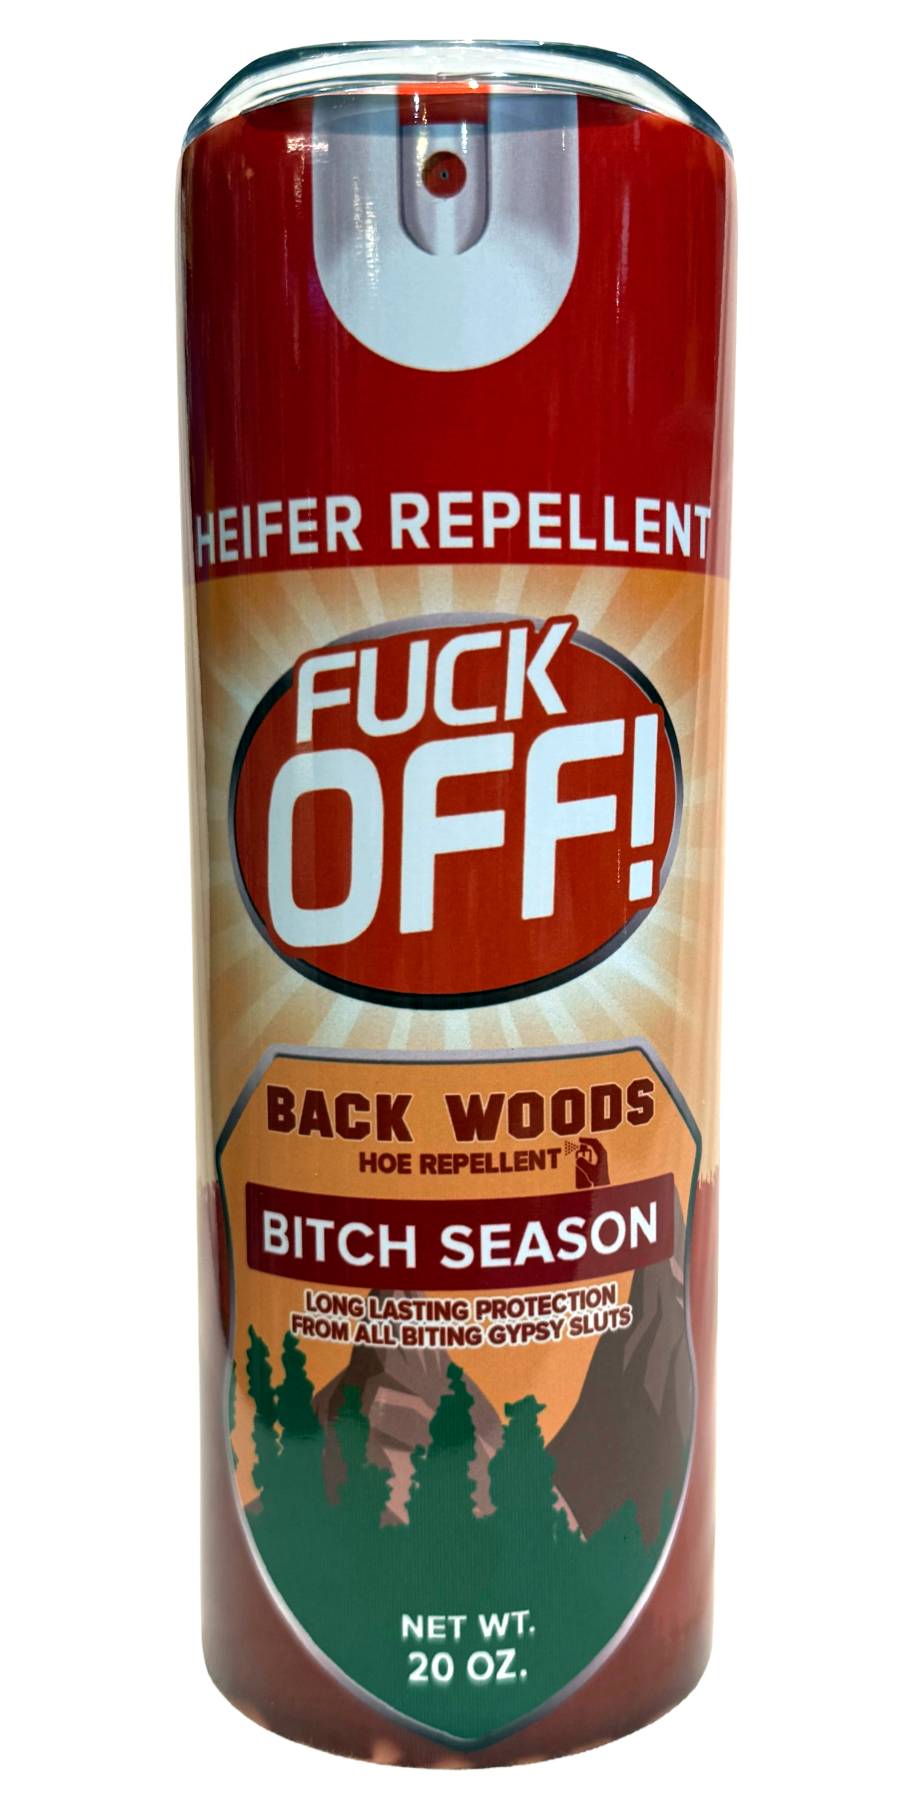 HEIFER REPELLENT
FUCK
OFF!
BACK WOODS
HOE REPELLENT
BITCH SEASON
LONG LASTING PROTECTION
FROM ALL BITING GYPSY SLUTS
NET WT.
20 OZ.